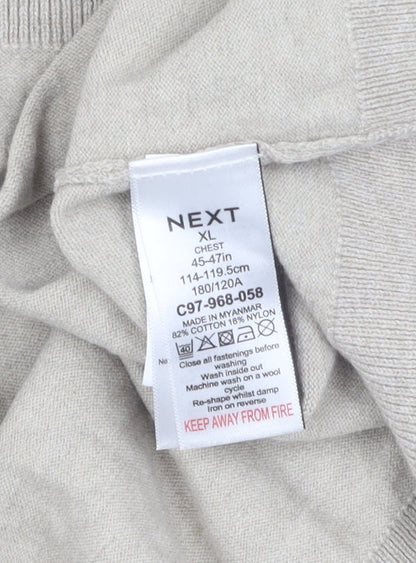 NEXT
XL
CHEST
45-47in
114-119.5cm
180/120A
C97-968-058
MADE IN MYANMAR
82% COTTON 18% NYLON
40
No
Close all fastenings before
washing
Wash inside out
Machine wash on a wool
cycle
Re-shape whilst damp
Iron on reverse
KEEP AWAY FROM FIRE